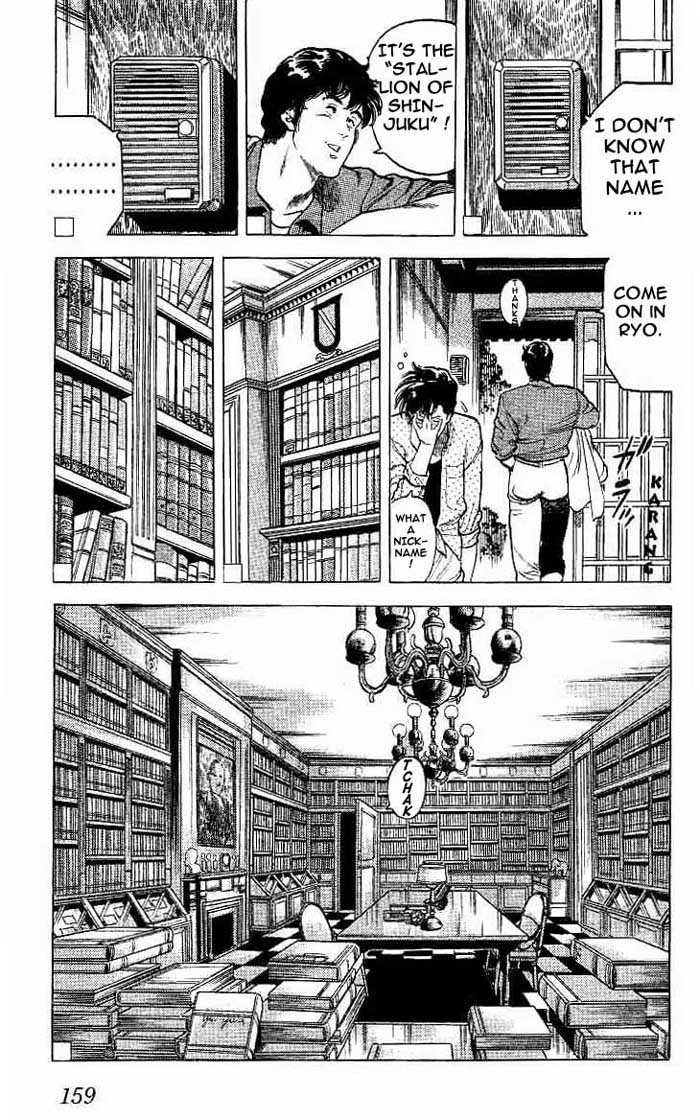 I DON'T
KNOW
THAT
NAME
...
IT'S THE
"STAL-
LION OF
SHIN-
JUKU" !
.........
.........
COME
ON IN
RYO.
THANKS
KARANG
WHAT
A
NICK-
NAME
!
TCHAK
159